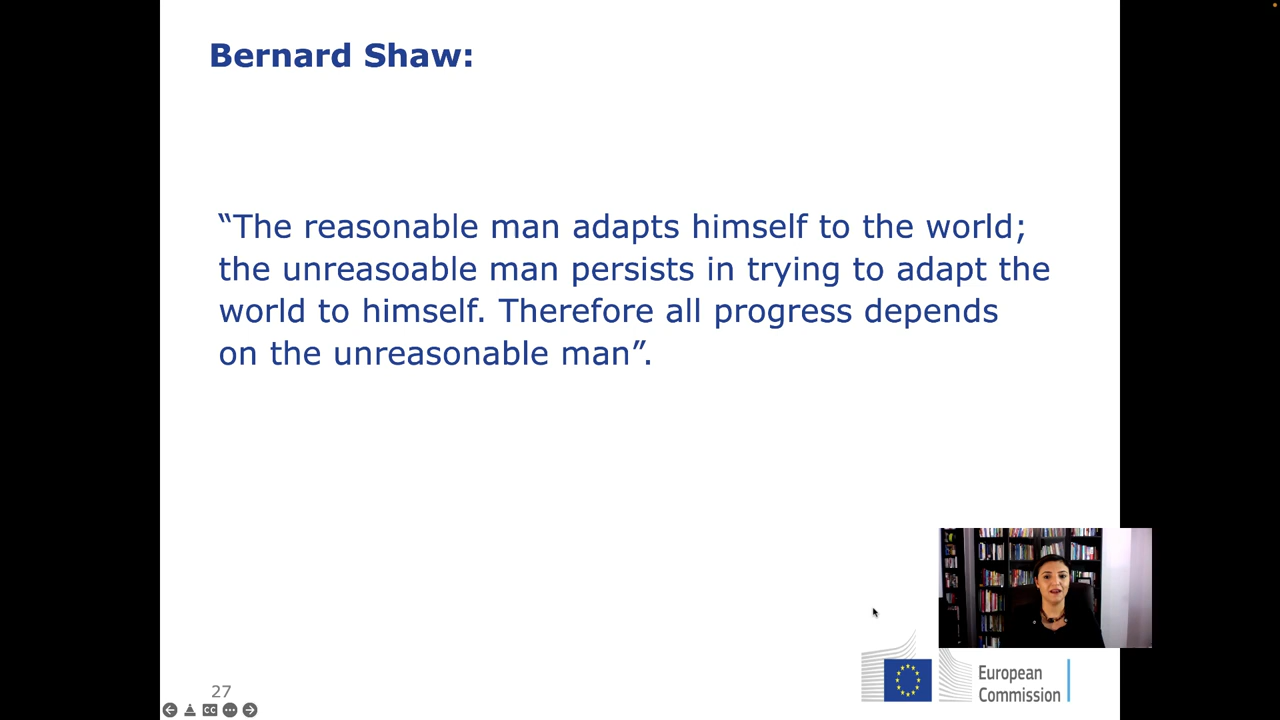 Bernard Shaw:
“The reasonable man adapts himself to the world;
the unreasoable man persists in trying to adapt the
world to himself. Therefore all progress depends
on the unreasonable man”.
European
Commission
27
CC